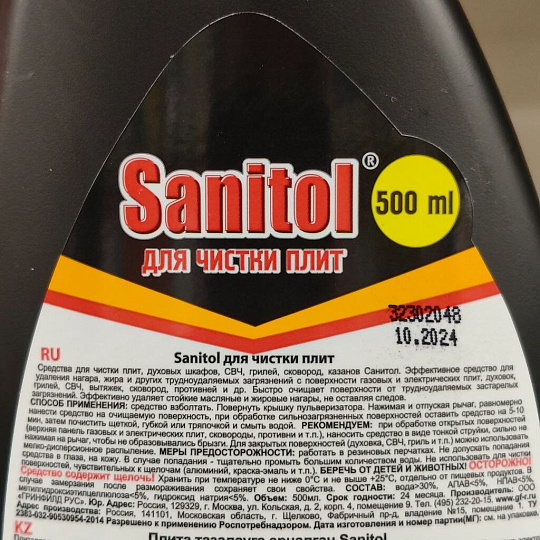 Sanitol®
500 ml
ДЛЯ ЧИСТКИ ПЛИТ
32302048
10.2024
RU
Sanitol для чистки плит
Средства для чистки плит, духовых шкафов, СВЧ, грилей, сковород, казанов Санитол. Эффективное средство для
удаления нагара, жира и других трудноудаляемых загрязнений с поверхности газовых и электрических плит, духовок,
грилей, СВЧ, вытяжек, сковород, противней и др. Быстро очищает поверхности от трудноудаляемых застарелых
загрязнений. Эффективно удаляет стойкие масляные и жировые нагары, не оставляя следов.
СПОСОБ ПРИМЕНЕНИЯ: средство взболтать. Повернуть крышку пульверизатора. Нажимая и отпуская рычаг, равномерно
нанести средство на очищаемую поверхность, при обработке сильнозагрязненных поверхностей оставить средство на 5-10
мин, затем почистить щеткой, губкой или тряпочкой и смыть водой. РЕКОМЕНДУЕМ: при обработке открытых поверхностей
(верхняя панель газовых и электрических плит, сковороды, противни и т.п.), наносить средство в виде тонкой струйки, сильно не
нажимая на рычаг, чтобы не образовывались брызги. Для закрытых поверхностей (духовка, СВЧ, гриль и т.п.) можно использовать
мелко-дисперсионное распыление. МЕРЫ ПРЕДОСТОРОЖНОСТИ: работать в резиновых перчатках. Не допускать попадания
средства в глаза, на кожу. В случае попадания - тщательно промыть большим количеством воды. Не использовать для чистки
поверхностей, чувствительных к щелочам (алюминий, краска-эмаль и т.п.). БЕРЕЧЬ ОТ ДЕТЕЙ И ЖИВОТНЫХ! ОСТОРОЖНО!
Средство содержит щелочь! Хранить при температуре не ниже 0°С и не выше +25°С, отдельно от пищевых продуктов. В
случае замерзания после размораживания сохраняет свои свойства. СОСТАВ: вода>30%, АПАВ<5%, НПАВ<5%,
метилгидроксиэтилцеллюлоза<5%, гидроксид натрия<5%. Объем: 500мл. Срок годности: 24 месяца. Производитель: ООО
«ГРИНФИЛД РУС». Юр. Адрес: Россия, 129329, г. Москва, ул. Кольская, д. 2, корп. 4, помещение 9. Тел. (495) 232-22-15. www.gf-r.ru
Адрес производства: Россия, 141101, Московская область, г. Щелково, Фабричный пр-д, владение №15, помещение 1. ТУ
2383-032-90530954-2014 Разрешено к применению Роспотребнадзором. Дата изготовления и номер партии(МГ): см. на упаковке.
KZ
Плита тазалауға арналған Sanitol